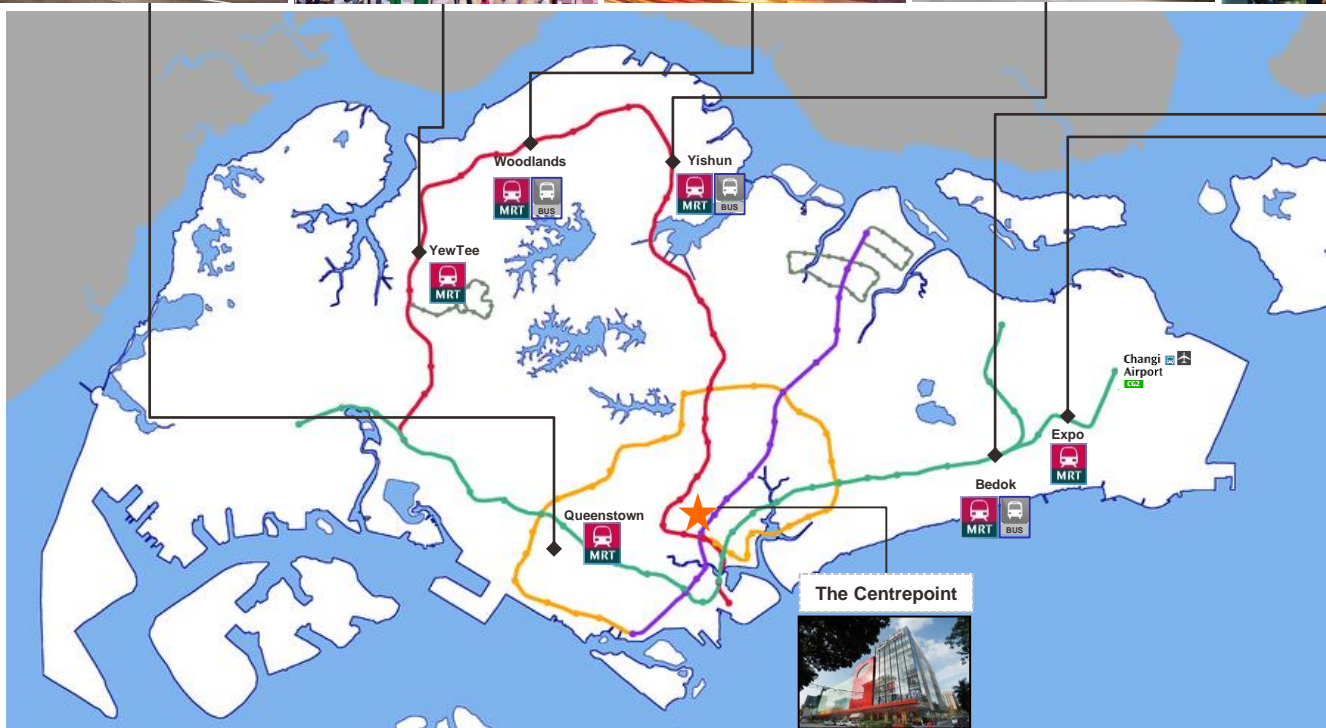 Woodlands
MRT
BUS
Yishun
MRT
BUS
YewTee
MRT
Changi
Airport
CG2
Expo
MRT
Bedok
MRT
BUS
Queenstown
MRT
The Centrepoint